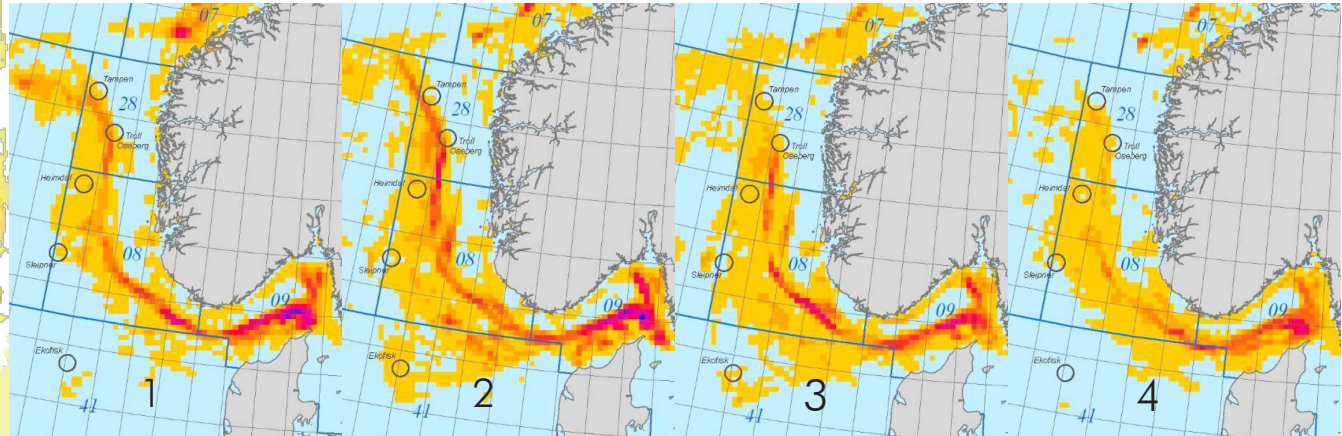 07
Tampen
28
Troll
Oseberg
Heimdal
08
Sleipner
09
Ekofisk
1
41
07
Tampen
28
Troll
Oseberg
Heimdal
08
Sleipner
09
Ekofisk
2
41
07
Tampen
28
Troll
Oseberg
Heimdal
08
Sleipner
09
Ekofisk
3
41
07
Tampen
28
Troll
Oseberg
Heimdal
08
Sleipner
09
Ekofisk
4
41